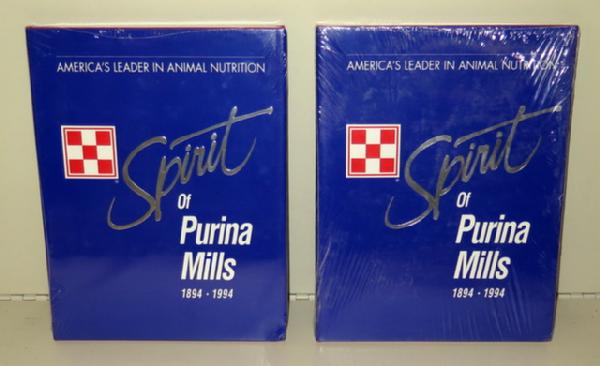 AMERICA'S LEADER IN ANIMAL NUTRITION
Spirit
Of
Purina
Mills
1894 · 1994
AMERICA'S LEADER IN ANIMAL NUTRITION
Spirit
Of
Purina
Mills
1894 · 1994